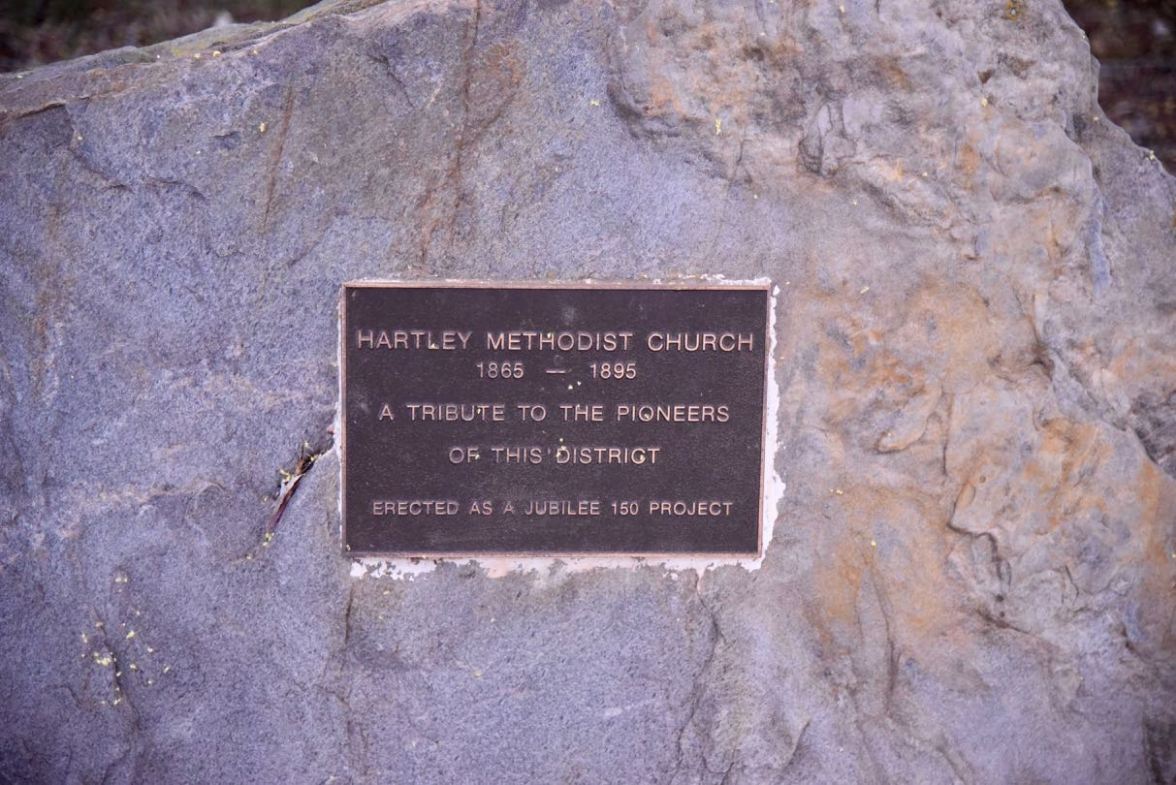 HARTLEY METHODIST CHURCH
1865 — 1895
A TRIBUTE TO THE PIONEERS
OF THIS DISTRICT
ERECTED AS A JUBILEE 150 PROJECT